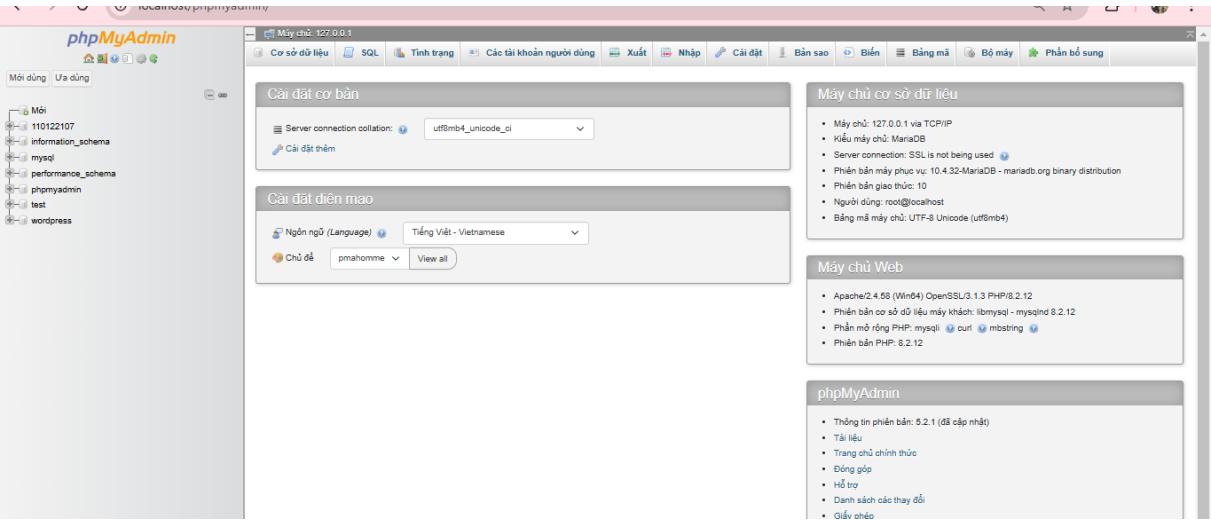 localhost/phpmyadmin/
phpMyAdmin
Mới dùng Ưa dùng
Mới
110122107
information_schema
mysql
performance_schema
phpmyadmin
test
wordpress
Máy chủ: 127.0.0.1
Cơ sở dữ liệu SQL Tình trạng Các tài khoản người dùng Xuất Nhập Cài đặt Bản sao Biến Bảng mã Bộ máy Phần bổ sung
Cài đặt cơ bản
Server connection collation: utf8mb4_unicode_ci
Cài đặt thêm
Cài đặt diện mạo
Ngôn ngữ (Language) Tiếng Việt - Vietnamese
Chủ đề pmahomme View all
Máy chủ cơ sở dữ liệu
Máy chủ: 127.0.0.1 via TCP/IP
Kiểu máy chủ: MariaDB
Server connection: SSL is not being used
Phiên bản máy phục vụ: 10.4.32-MariaDB - mariadb.org binary distribution
Phiên bản giao thức: 10
Người dùng: root@localhost
Bảng mã máy chủ: UTF-8 Unicode (utf8mb4)
Máy chủ Web
Apache/2.4.58 (Win64) OpenSSL/3.1.3 PHP/8.2.12
Phiên bản cơ sở dữ liệu máy khách: libmysql - mysqlnd 8.2.12
Phần mở rộng PHP: mysqli curl mbstring
Phiên bản PHP: 8.2.12
phpMyAdmin
Thông tin phiên bản: 5.2.1 (đã cập nhật)
Tài liệu
Trang chủ chính thức
Đóng góp
Hỗ trợ
Danh sách các thay đổi
Giấy phép